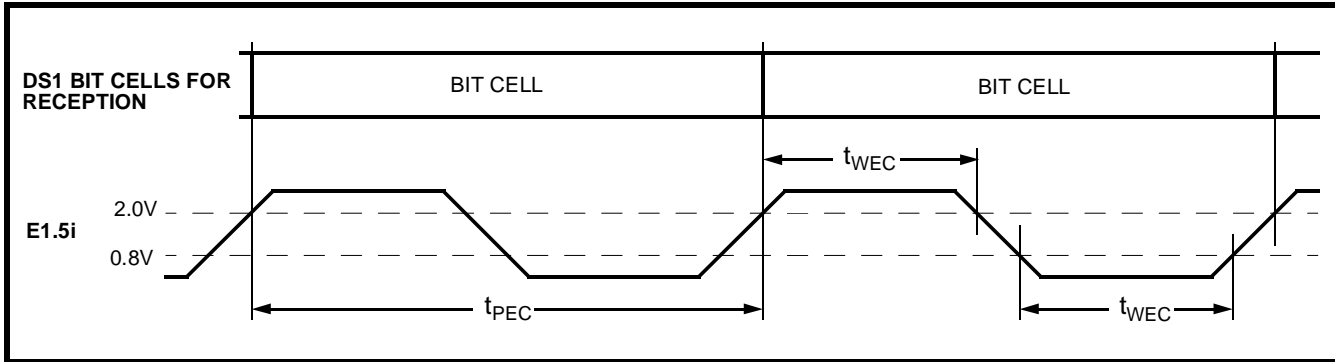 DS1 BIT CELLS FOR
RECEPTION
BIT CELL
BIT CELL
tWEC
2.0V
E1.5i
0.8V
tPEC
tWEC